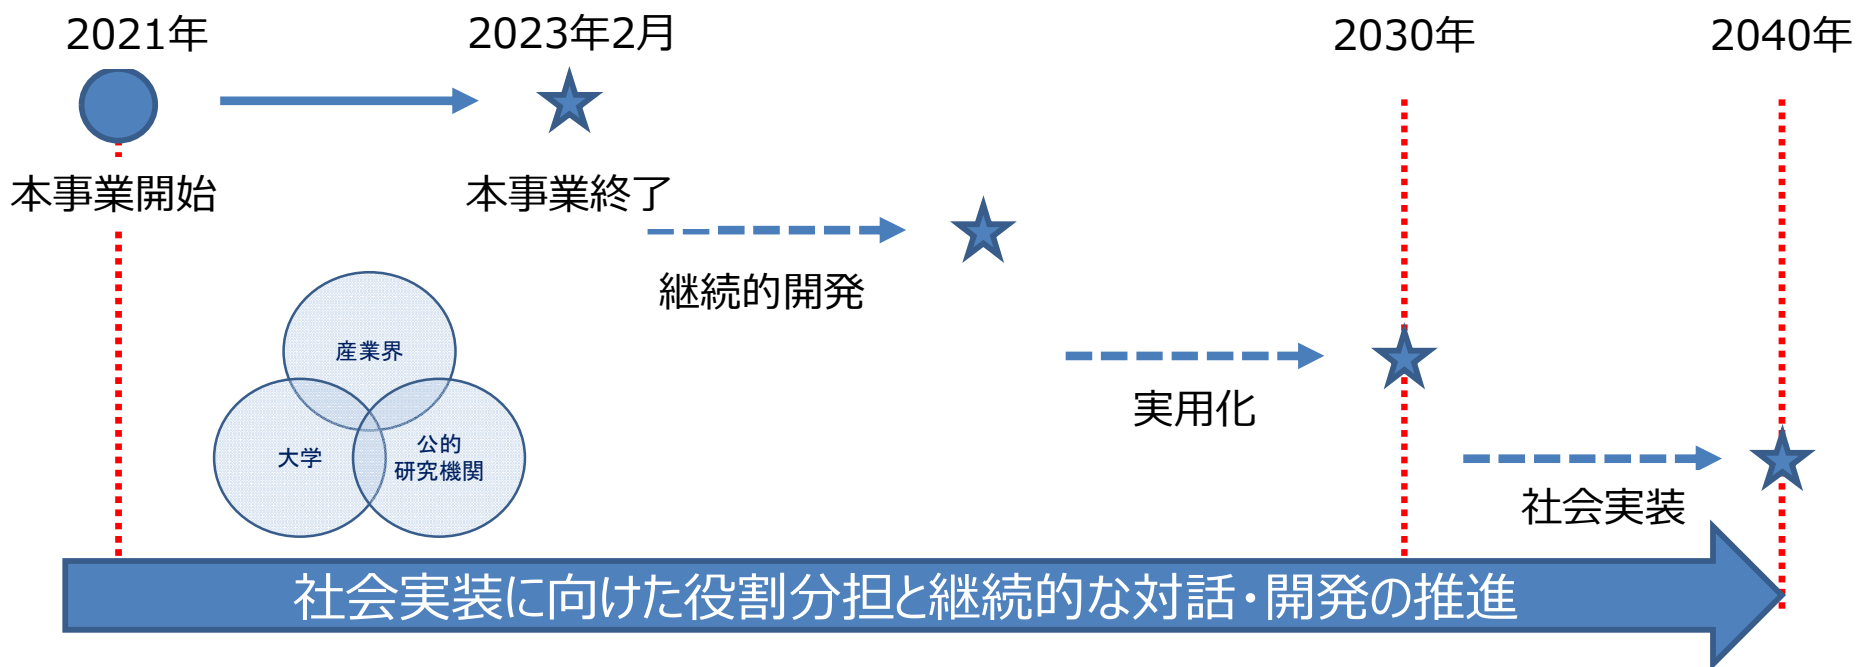 2021年
2023年2月
2030年
2040年
本事業開始
本事業終了
継続的開発
産業界
大学
公的
研究機関
実用化
社会実装
社会実装に向けた役割分担と継続的な対話・開発の推進